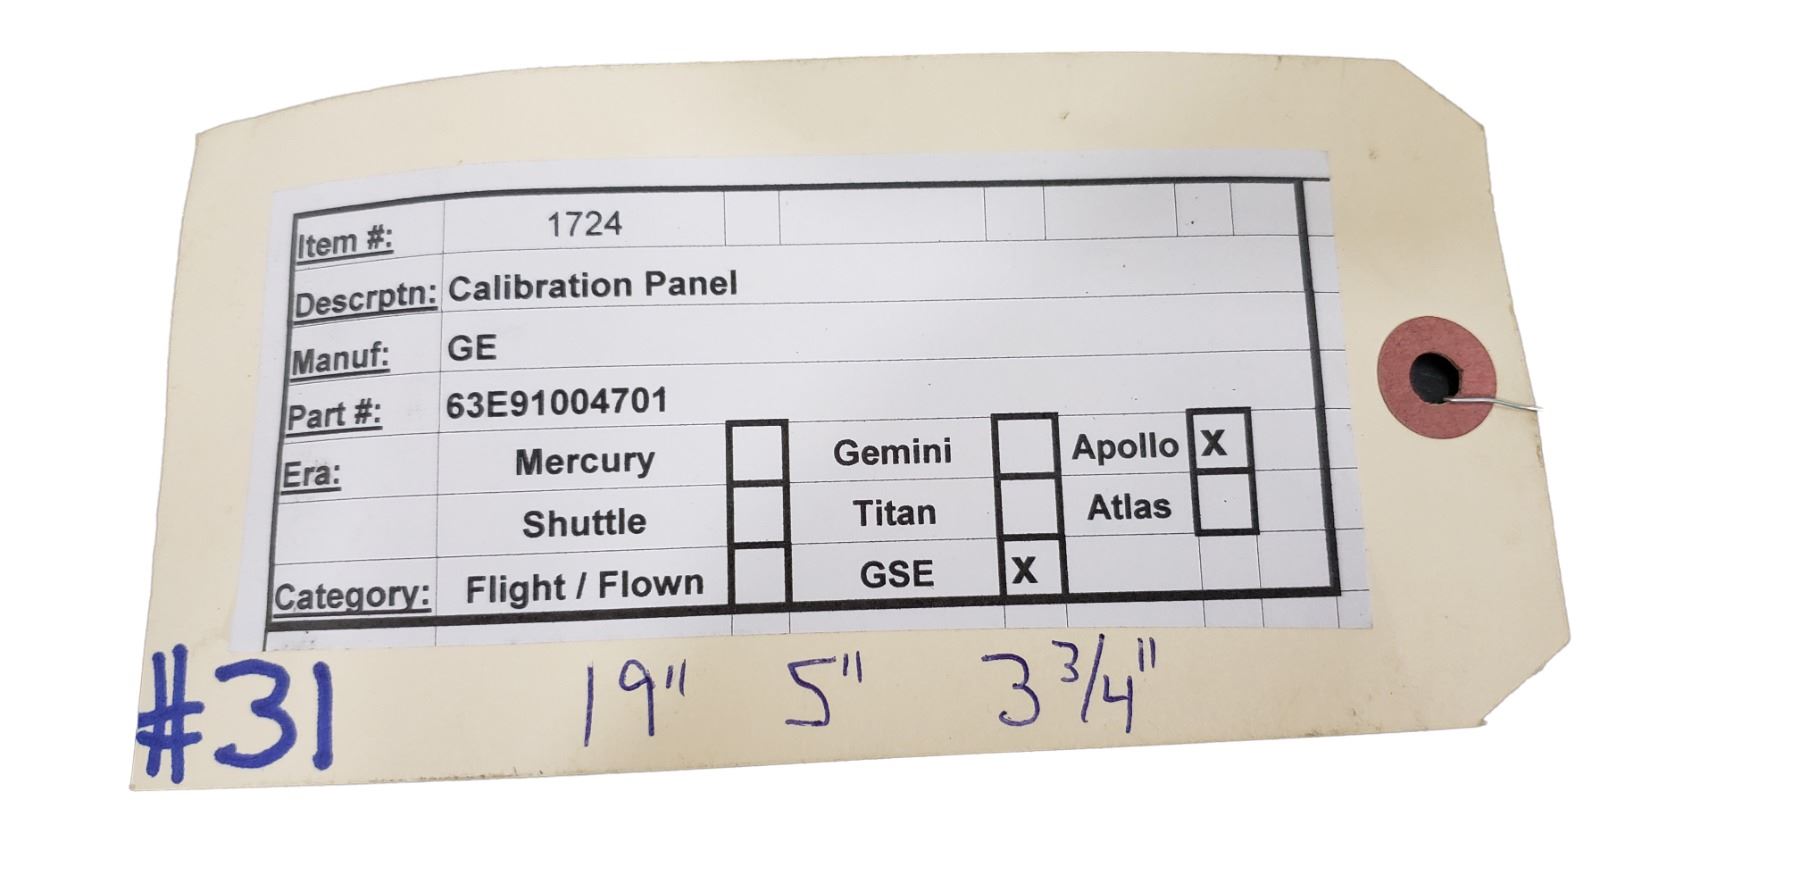 Item #: 1724
Descrptn: Calibration Panel
Manuf: GE
Part #: 63E91004701
Era: Mercury Gemini Apollo X
Shuttle Titan Atlas
Category: Flight / Flown GSE X
#31 19" 5" 3 3/4"